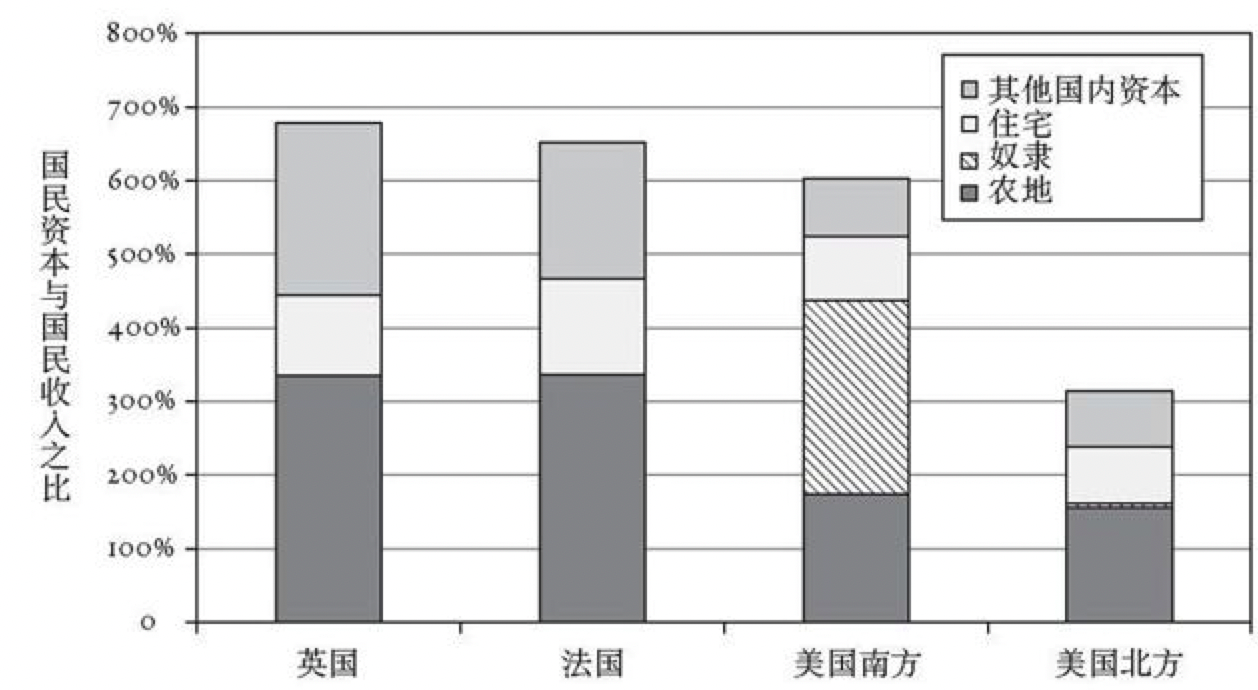 800%
700%
600%
500%
400%
300%
200%
100%
0
国民资本与国民收入之比
其他国内资本
住宅
奴隶
农地
英国
法国
美国南方
美国北方